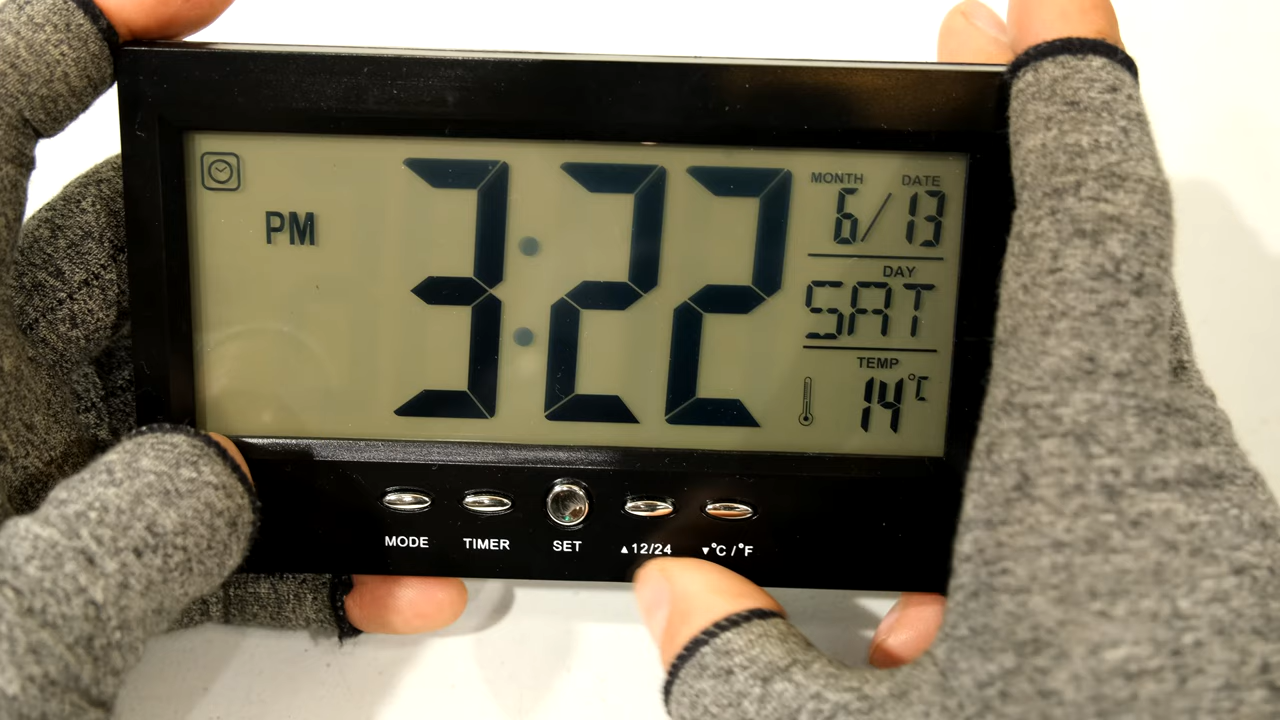 PM
3:22
MONTH DATE
6/13
DAY
SAT
TEMP
14°C
MODE TIMER SET ▲12/24 ▼°C/°F